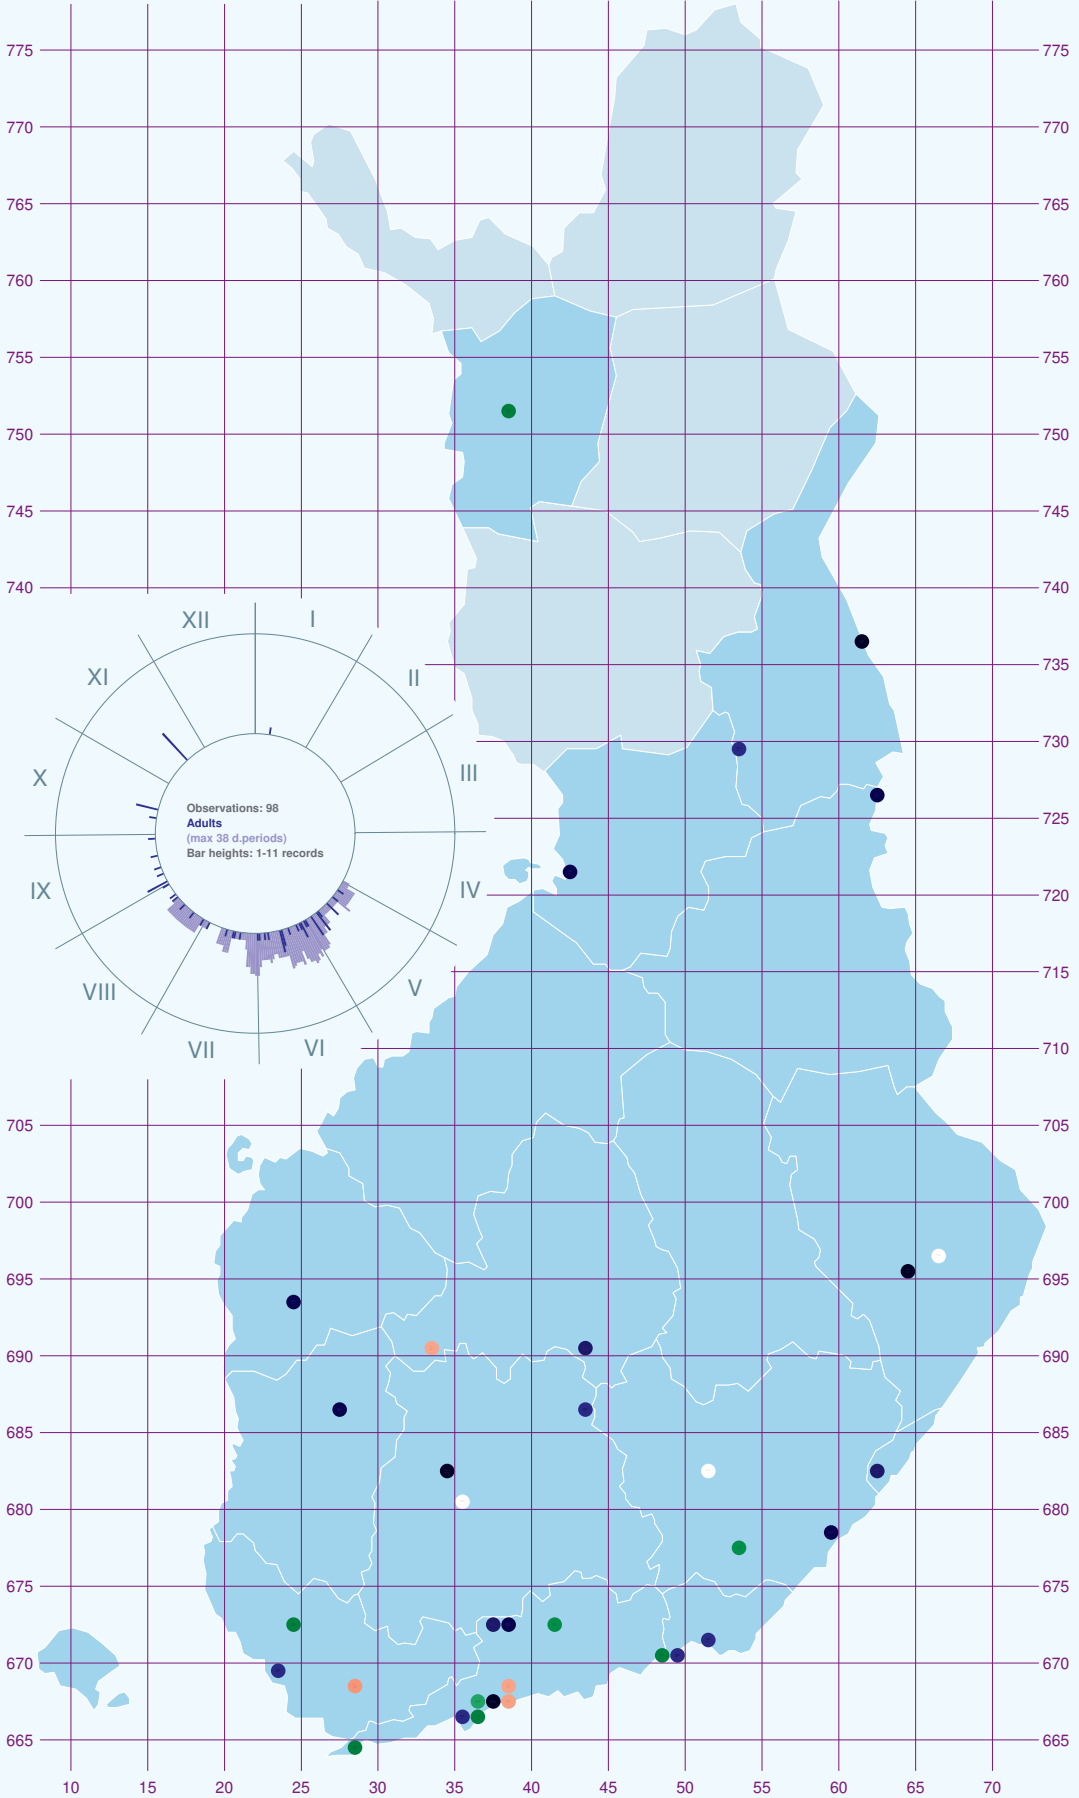 775 775
770 770
765 765
760 760
755 755
750 750
745 745
740 740
XII I
XI II
735
730
X III
Observations: 98
Adults
(max 38 d.periods)
Bar heights: 1-11 records
725
IX IV
720
715
VIII V
VII VI
710
705 705
700 700
695 695
690 690
685 685
680 680
675 675
670 670
665 665
10 15 20 25 30 35 40 45 50 55 60 65 70